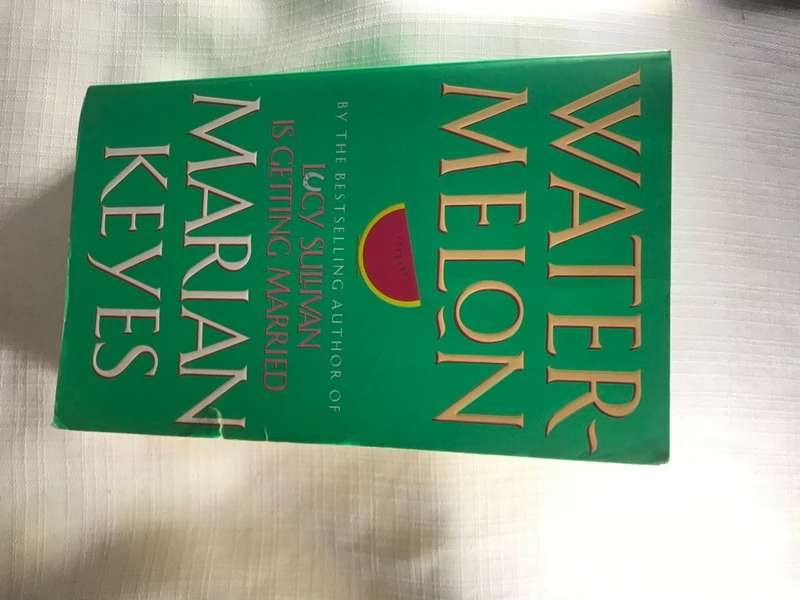 WATER-
MELON
BY THE BESTSELLING AUTHOR OF
LUCY SULLIVAN
IS GETTING MARRIED
MARIAN
KEYES